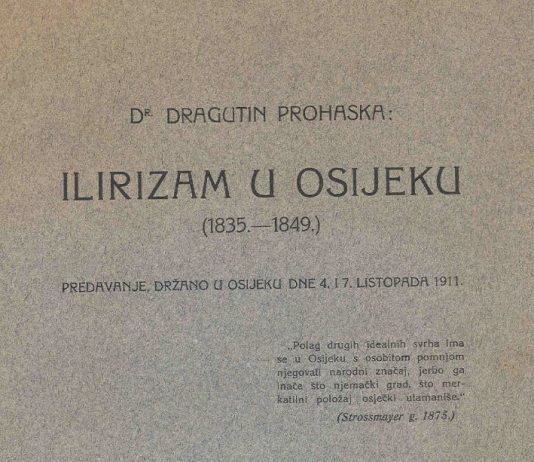 DR. DRAGUTIN PROHASKA:
ILIRIZAM U OSIJEKU
(1835.—1849.)
PREDAVANJE, DRŽANO U OSIJEKU DNE 4. I 7. LISTOPADA 1911.
„Polag drugih idealnih svrha ima
se u Osijeku s osobitom pomnjom
njegovati narodni značaj, jerbo ga
inače što njemački grad, što mer-
katilni položaj osječki utamaniše.“
(Strossmayer g. 1875.)